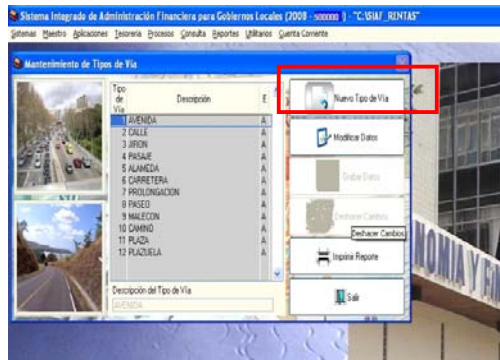 Sistema Integrado de Administración Financiera para Gobiernos Locales (2008 - 500000 ) - "C:\SIAF_RENTAS"
Sistemas Maestro Aplicaciones Tesoreria Procesos Consulta Reportes Utilitarios Cuenta Corriente
Mantenimiento de Tipos de Via
Tipo de Via Descripción E
1 AVENIDA A
2 CALLE A
3 JIRON A
4 PASAJE A
5 ALAMEDA A
6 CARRETERA A
7 PROLONGACION A
8 PASEO A
9 MALECON A
10 CAMINO A
11 PLAZA A
12 PLAZUELA A
Descripción del Tipo de Via
AVENIDA
Nuevo Tipo de Vía
Modificar Datos
Grabar Datos
Deshacer Cambios
Deshacer Cambios
Imprimir Reporte
Salir
NOMIA Y F